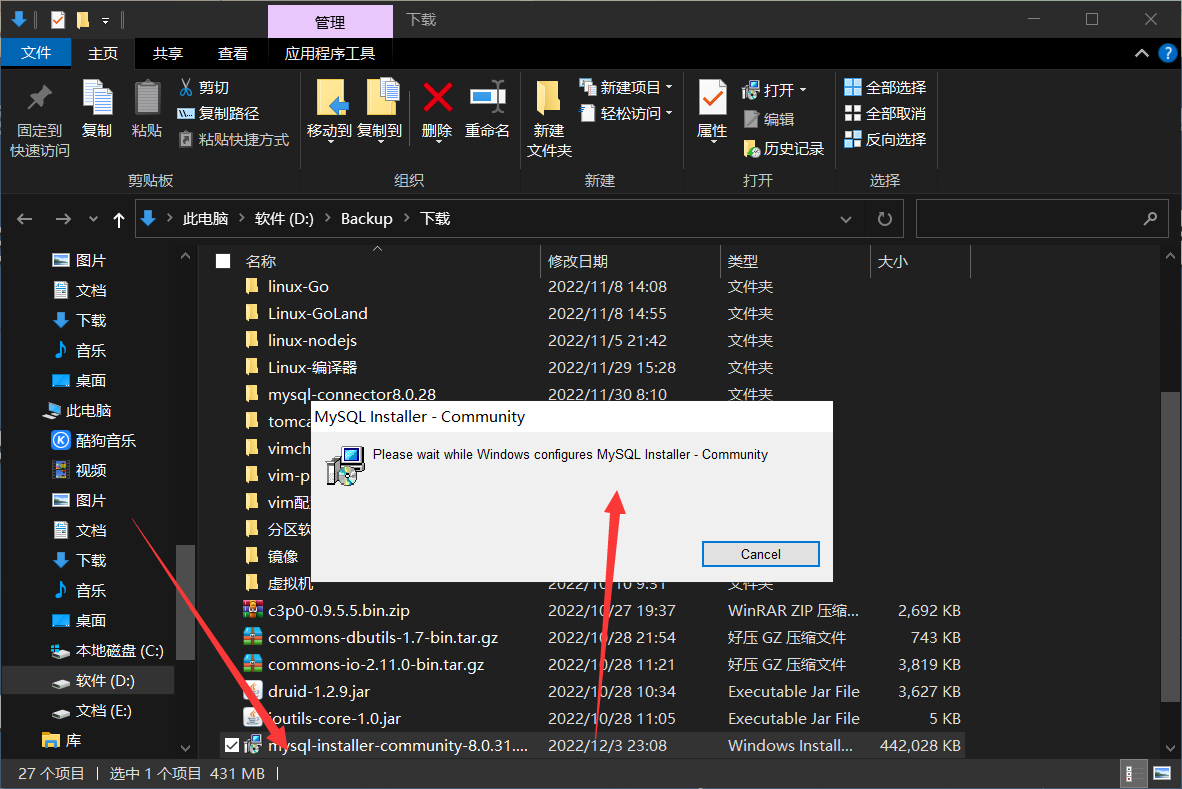 管理
下载
文件 主页 共享 查看 应用程序工具
固定到
快速访问
复制
粘贴
剪切
复制路径
粘贴快捷方式
剪贴板
移动到 复制到 删除 重命名
组织
新建
文件夹
新建项目
轻松访问
新建
属性
打开
编辑
历史记录
打开
全部选择
全部取消
反向选择
选择
此电脑 软件 (D:) Backup 下载
图片
文档
下载
音乐
桌面
此电脑
酷狗音乐
视频
图片
文档
下载
音乐
桌面
本地磁盘 (C:)
软件 (D:)
文档 (E:)
库
名称 修改日期 类型 大小
linux-Go 2022/11/8 14:08 文件夹
Linux-GoLand 2022/11/8 14:55 文件夹
linux-nodejs 2022/11/5 21:42 文件夹
Linux-编译器 2022/11/29 15:28 文件夹
mysql-connector8.0.28 2022/11/30 8:10 文件夹
tomca
vimch
vim-p
vim配
分区软
镜像
虚拟机 2022/10/10 9:51 文件夹
MySQL Installer - Community
Please wait while Windows configures MySQL Installer - Community
Cancel
c3p0-0.9.5.5.bin.zip 2022/10/27 19:37 WinRAR ZIP 压缩... 2,692 KB
commons-dbutils-1.7-bin.tar.gz 2022/10/28 21:54 好压 GZ 压缩文件 743 KB
commons-io-2.11.0-bin.tar.gz 2022/10/28 11:21 好压 GZ 压缩文件 3,819 KB
druid-1.2.9.jar 2022/10/28 10:34 Executable Jar File 3,627 KB
ioutils-core-1.0.jar 2022/10/28 11:05 Executable Jar File 5 KB
mysql-installer-community-8.0.31.... 2022/12/3 23:08 Windows Install... 442,028 KB
27 个项目 选中 1 个项目 431 MB